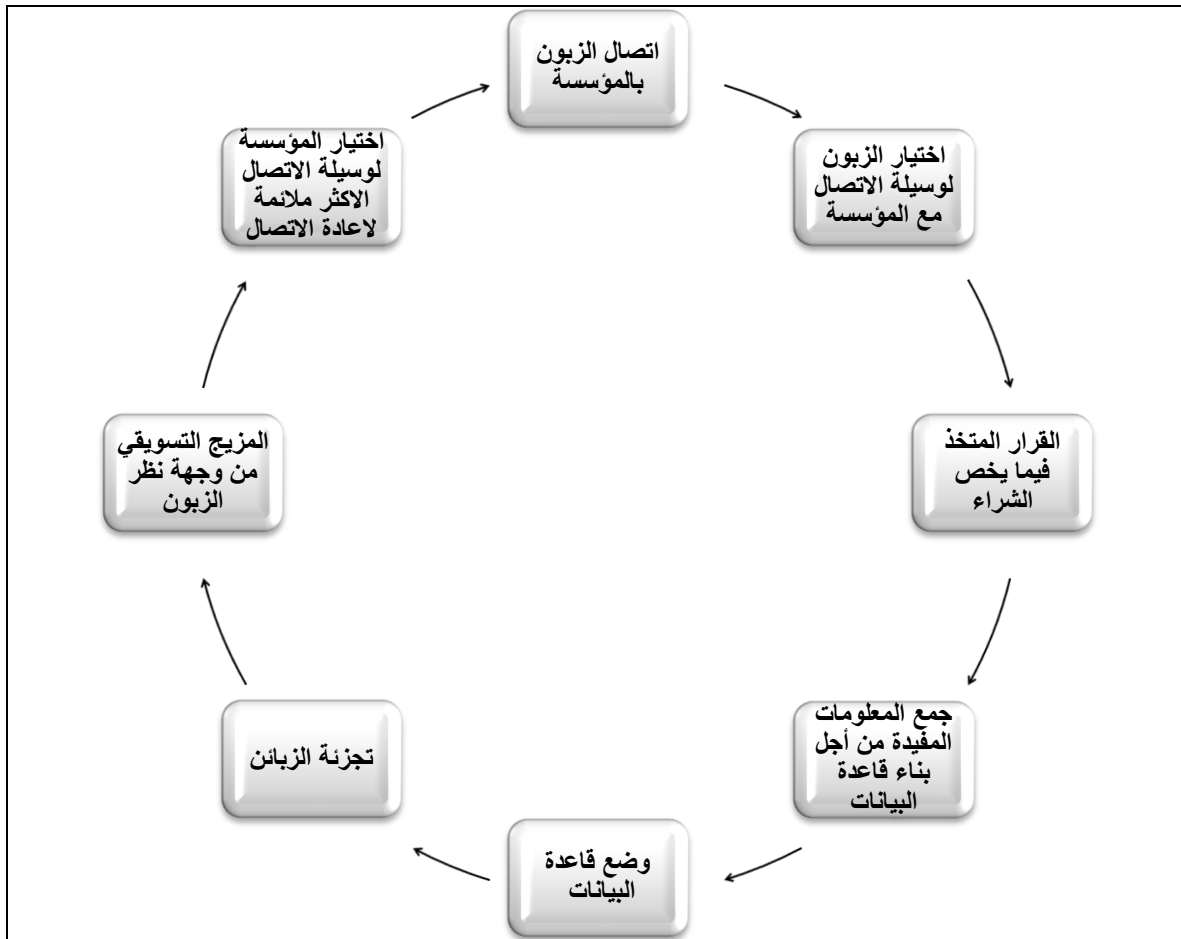 اتصال الزبون
بالمؤسسة
اختيار الزبون
لوسيلة الاتصال
مع المؤسسة
القرار المتخذ
فيما يخص
الشراء
جمع المعلومات
المفيدة من أجل
بناء قاعدة
البيانات
وضع قاعدة
البيانات
تجزئة الزبائن
المزيج التسويقي
من وجهة نظر
الزبون
اختيار المؤسسة
لوسيلة الاتصال
الاكثر ملائمة
لاعادة الاتصال